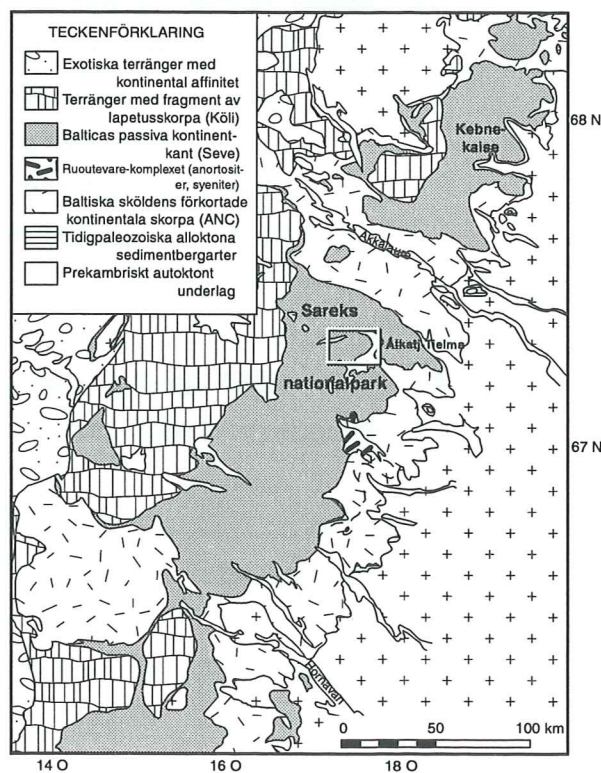 TECKENFÖRKLARING
Exotiska terränger med
kontinental affinitet
Terränger med fragment av
Iapetusskorpa (Köli)
Balticas passiva kontinent-
kant (Seve)
Ruoutevare-komplexet (anortosit-
er, syeniter)
Baltiska sköldens förkortade
kontinentala skorpa (ANC)
Tidigpaleozoiska alloktona
sedimentbergarter
Prekambriskt autoktont
underlag
68 N
Kebne-
kaise
Akkajaure
Sareks
Álkatj Tielma
nationalpark
67 N
Hornavan
0 50 100 km
14 O 16 O 18 O